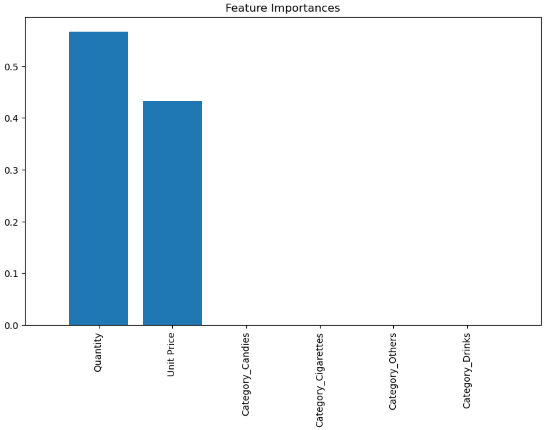 Feature Importances
0.5
0.4
0.3
0.2
0.1
0.0
Quantity
Unit Price
Category_Candies
Category_Cigarettes
Category_Others
Category_Drinks